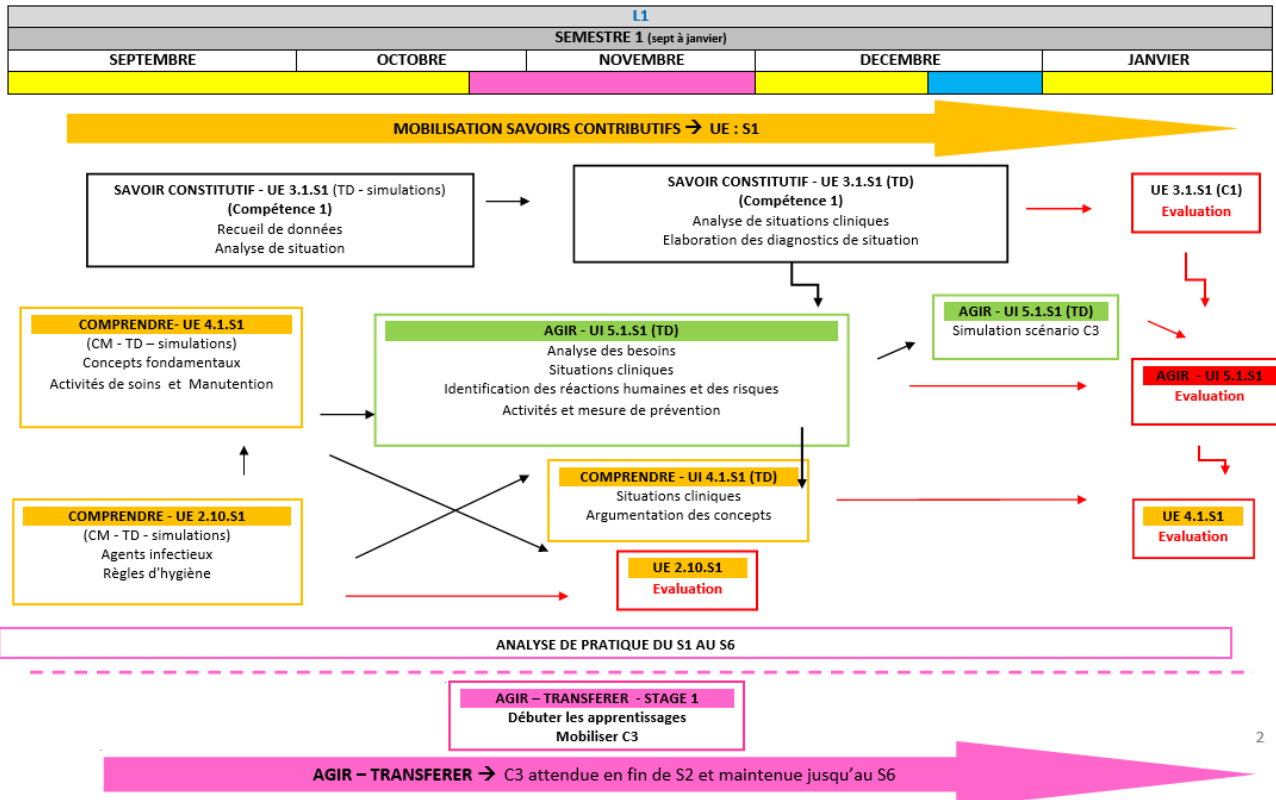 L1
SEMESTRE 1 (sept à janvier)
SEPTEMBRE
OCTOBRE
NOVEMBRE
DECEMBRE
JANVIER
MOBILISATION SAVOIRS CONTRIBUTIFS → UE : S1
SAVOIR CONSTITUTIF - UE 3.1.S1 (TD - simulations)
(Compétence 1)
Recueil de données
Analyse de situation
SAVOIR CONSTITUTIF - UE 3.1.S1 (TD)
(Compétence 1)
Analyse de situations cliniques
Elaboration des diagnostics de situation
UE 3.1.S1 (C1)
Evaluation
COMPRENDRE- UE 4.1.S1
(CM - TD – simulations)
Concepts fondamentaux
Activités de soins et Manutention
AGIR - UI 5.1.S1 (TD)
Analyse des besoins
Situations cliniques
Identification des réactions humaines et des risques
Activités et mesure de prévention
AGIR - UI 5.1.S1 (TD)
Simulation scénario C3
AGIR - UI 5.1.S1
Evaluation
COMPRENDRE - UE 2.10.S1
(CM - TD - simulations)
Agents infectieux
Règles d'hygiène
COMPRENDRE - UI 4.1.S1 (TD)
Situations cliniques
Argumentation des concepts
UE 4.1.S1
Evaluation
UE 2.10.S1
Evaluation
ANALYSE DE PRATIQUE DU S1 AU S6
AGIR – TRANSFERER - STAGE 1
Débuter les apprentissages
Mobiliser C3
2
AGIR – TRANSFERER → C3 attendue en fin de S2 et maintenue jusqu'au S6